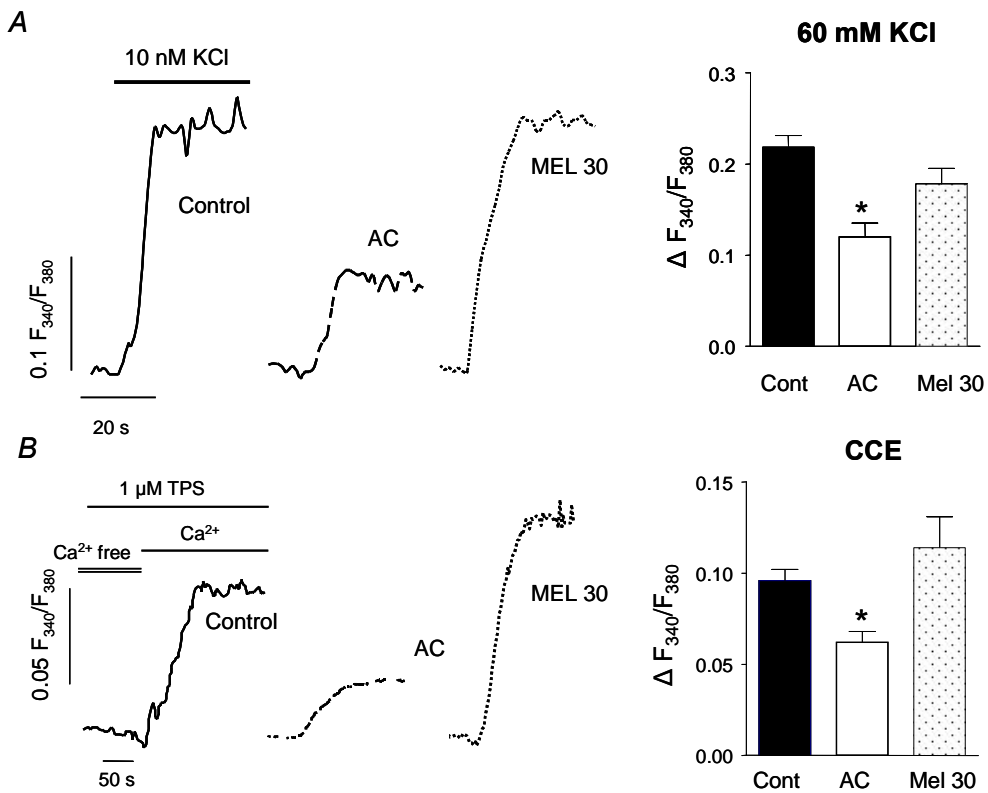 A
10 nM KCl
Control
AC
MEL 30
0.1 F340/F380
20 s
60 mM KCl
Δ F340/F380
0.3
0.2
*
0.1
0.0
Cont AC Mel 30
B
1 µM TPS
Ca2+
Ca2+ free
Control
AC
MEL 30
0.05 F340/F380
50 s
CCE
Δ F340/F380
0.15
0.10
*
0.05
0.00
Cont AC Mel 30